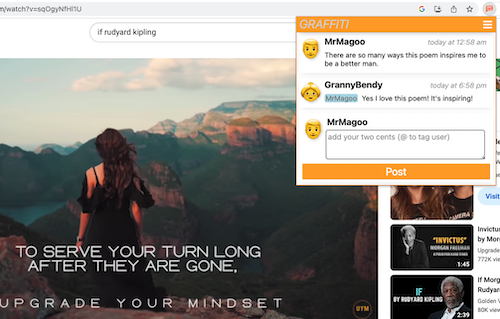 m/watch?v=sqOgyNfHl1U
if rudyard kipling
GRAFFITI
MrMagoo
today at 12:58 am
There are so many ways this poem inspires me to
be a better man.
GrannyBendy
today at 6:58 pm
MrMagoo Yes I love this poem! It's inspiring!
MrMagoo
add your two cents (@ to tag user)
Post
TO SERVE YOUR TURN LONG
AFTER THEY ARE GONE,
UPGRADE YOUR MINDSET
UYM
Visit
"INVICTUS"
MORGAN FREEMAN
1:45
Invictus
by Morg
Upgrade
772K vie
IF
BY RUDYARD KIPLING
2:39
If Morg
Rudyard
Golden
80K view